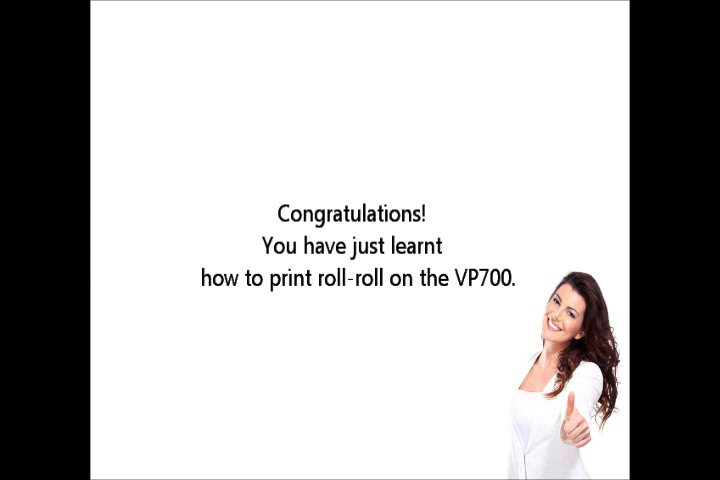 Congratulations!
You have just learnt
how to print roll-roll on the VP700.